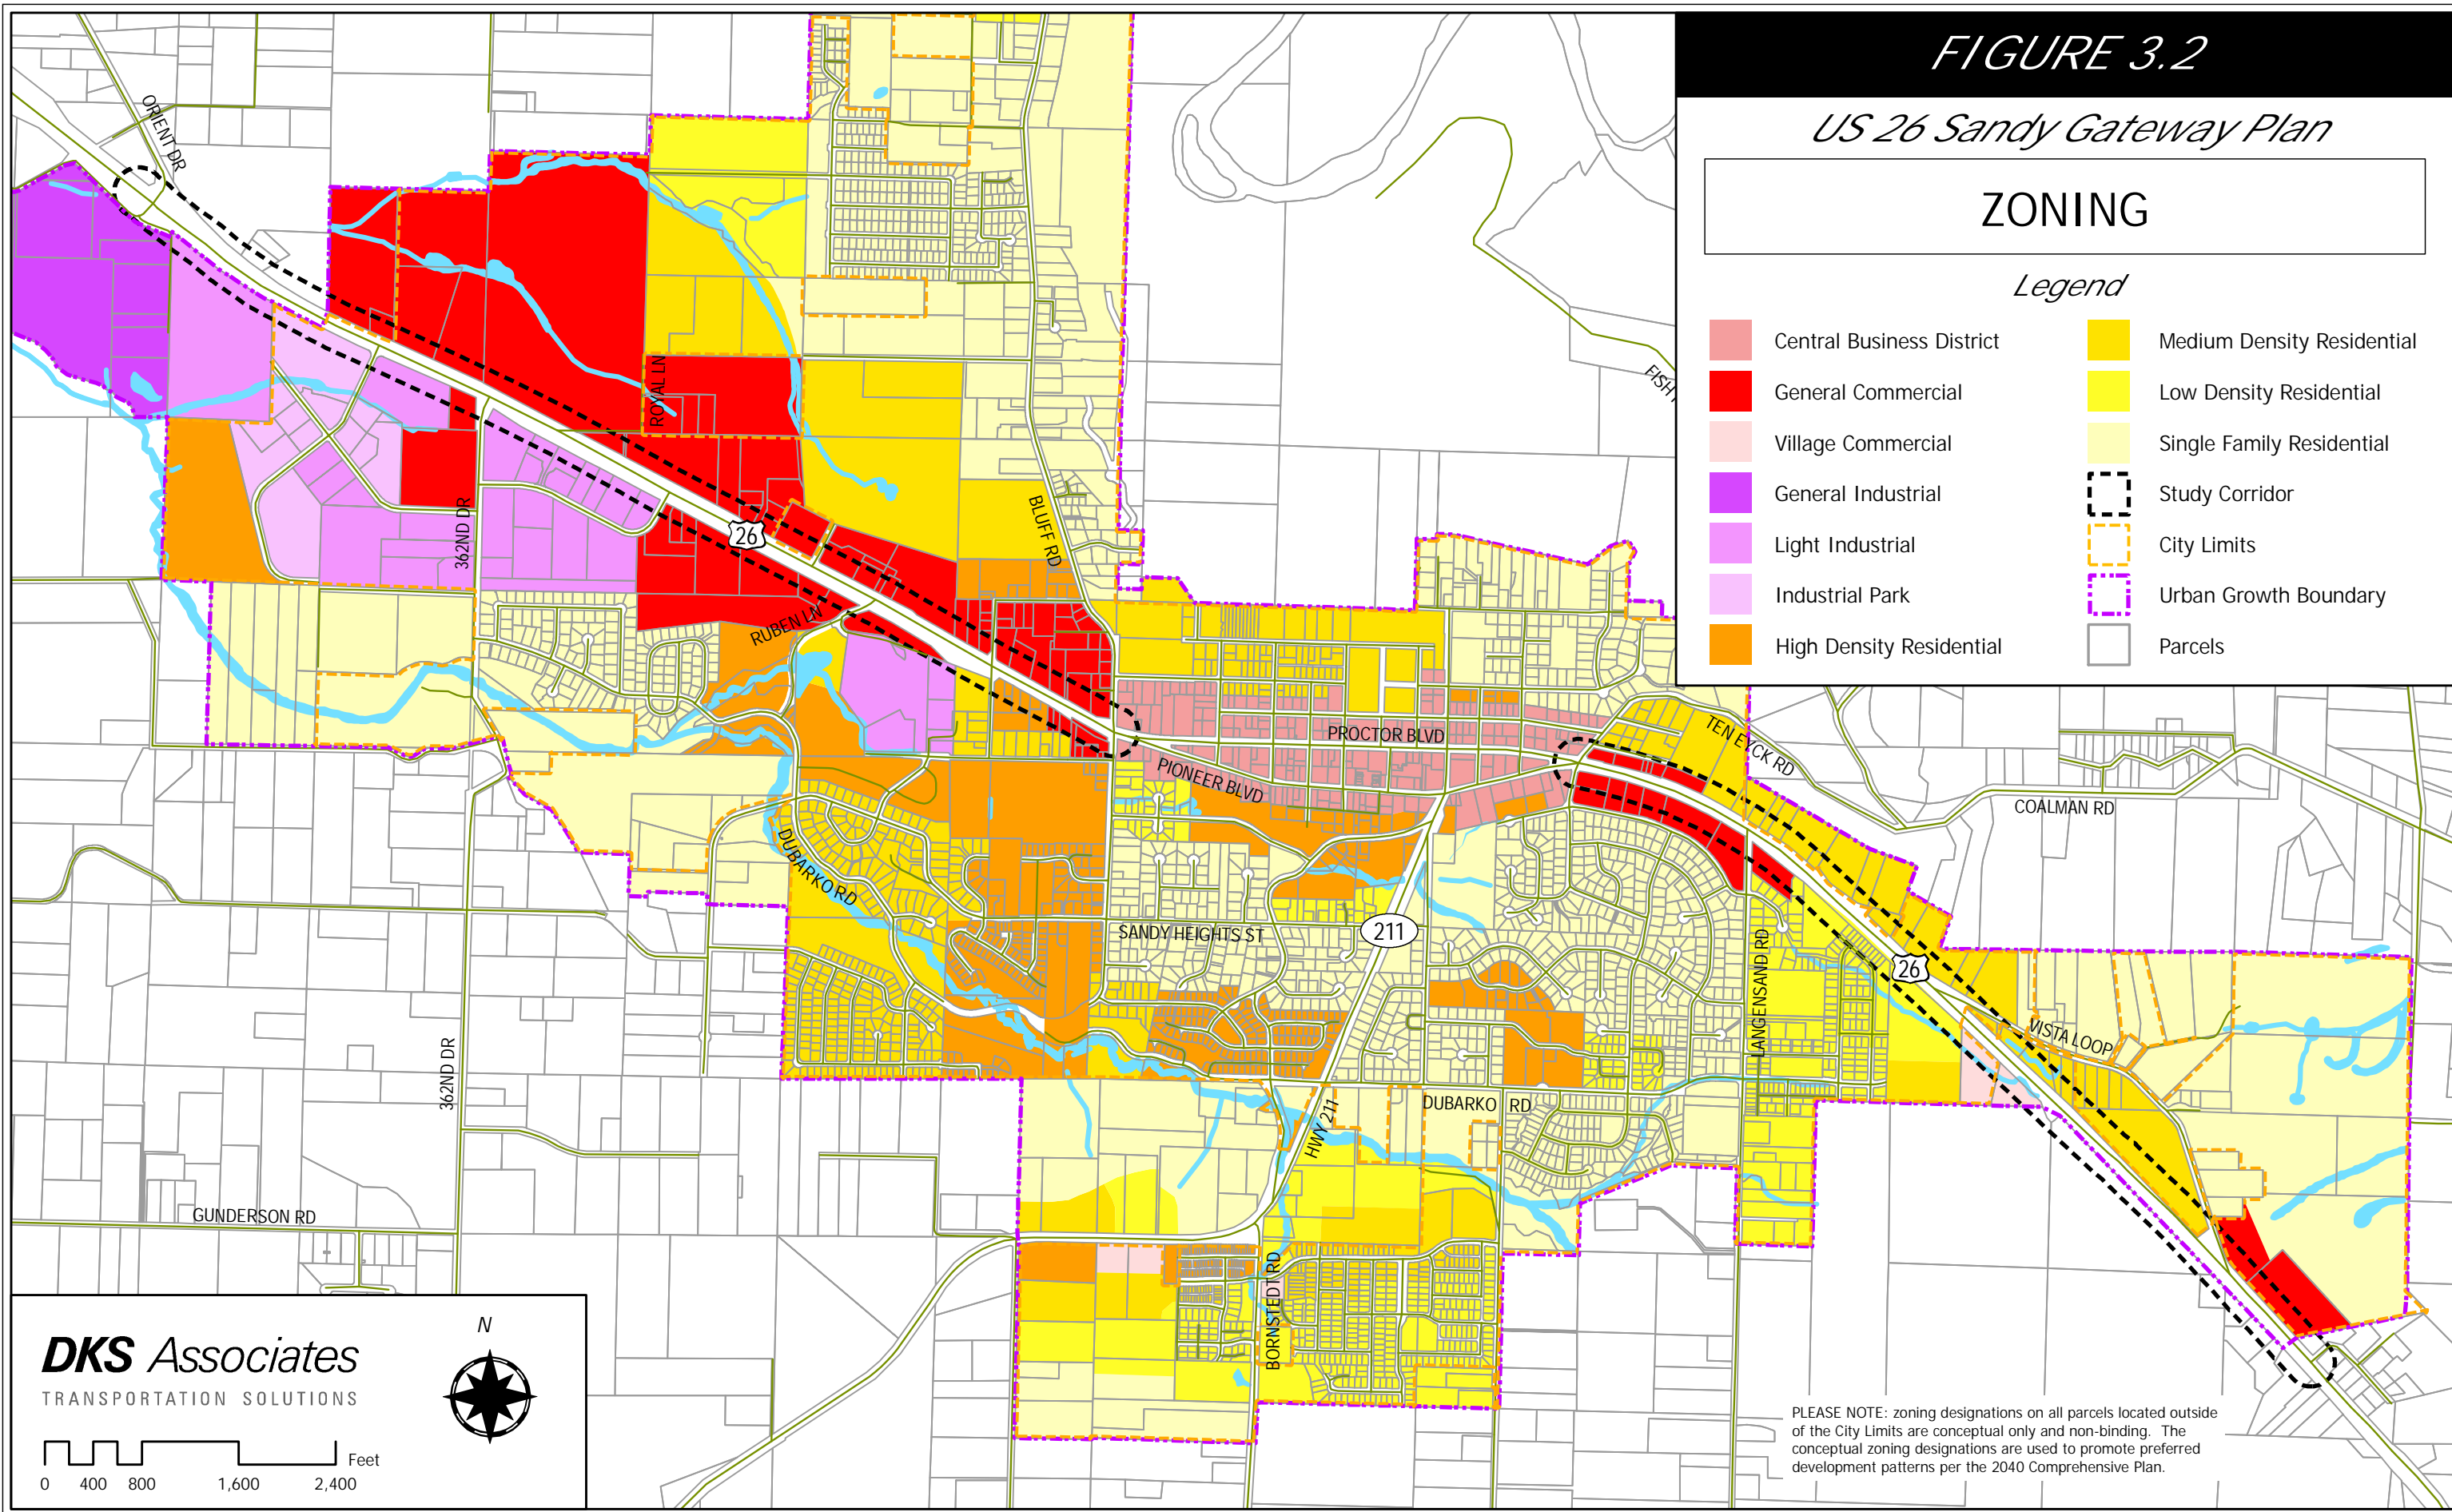 FIGURE 3.2
US 26 Sandy Gateway Plan
ZONING
Legend
Central Business District
General Commercial
Village Commercial
General Industrial
Light Industrial
Industrial Park
High Density Residential
Medium Density Residential
Low Density Residential
Single Family Residential
Study Corridor
City Limits
Urban Growth Boundary
Parcels
ORIENT DR
ROYAL LN
362ND DR
26
BLUFF RD
RUBEN LN
PROCTOR BLVD
PIONEER BLVD
TEN EYCK RD
COALMAN RD
DUBARKO RD
SANDY HEIGHTS ST
211
LANGENSAND RD
26
VISTA LOOP
362ND DR
HWY 211
DUBARKO RD
GUNDERSON RD
BORNSTEDT RD
DKS Associates
TRANSPORTATION SOLUTIONS
N
0 400 800 1,600 2,400
Feet
PLEASE NOTE: zoning designations on all parcels located outside
of the City Limits are conceptual only and non-binding. The
conceptual zoning designations are used to promote preferred
development patterns per the 2040 Comprehensive Plan.